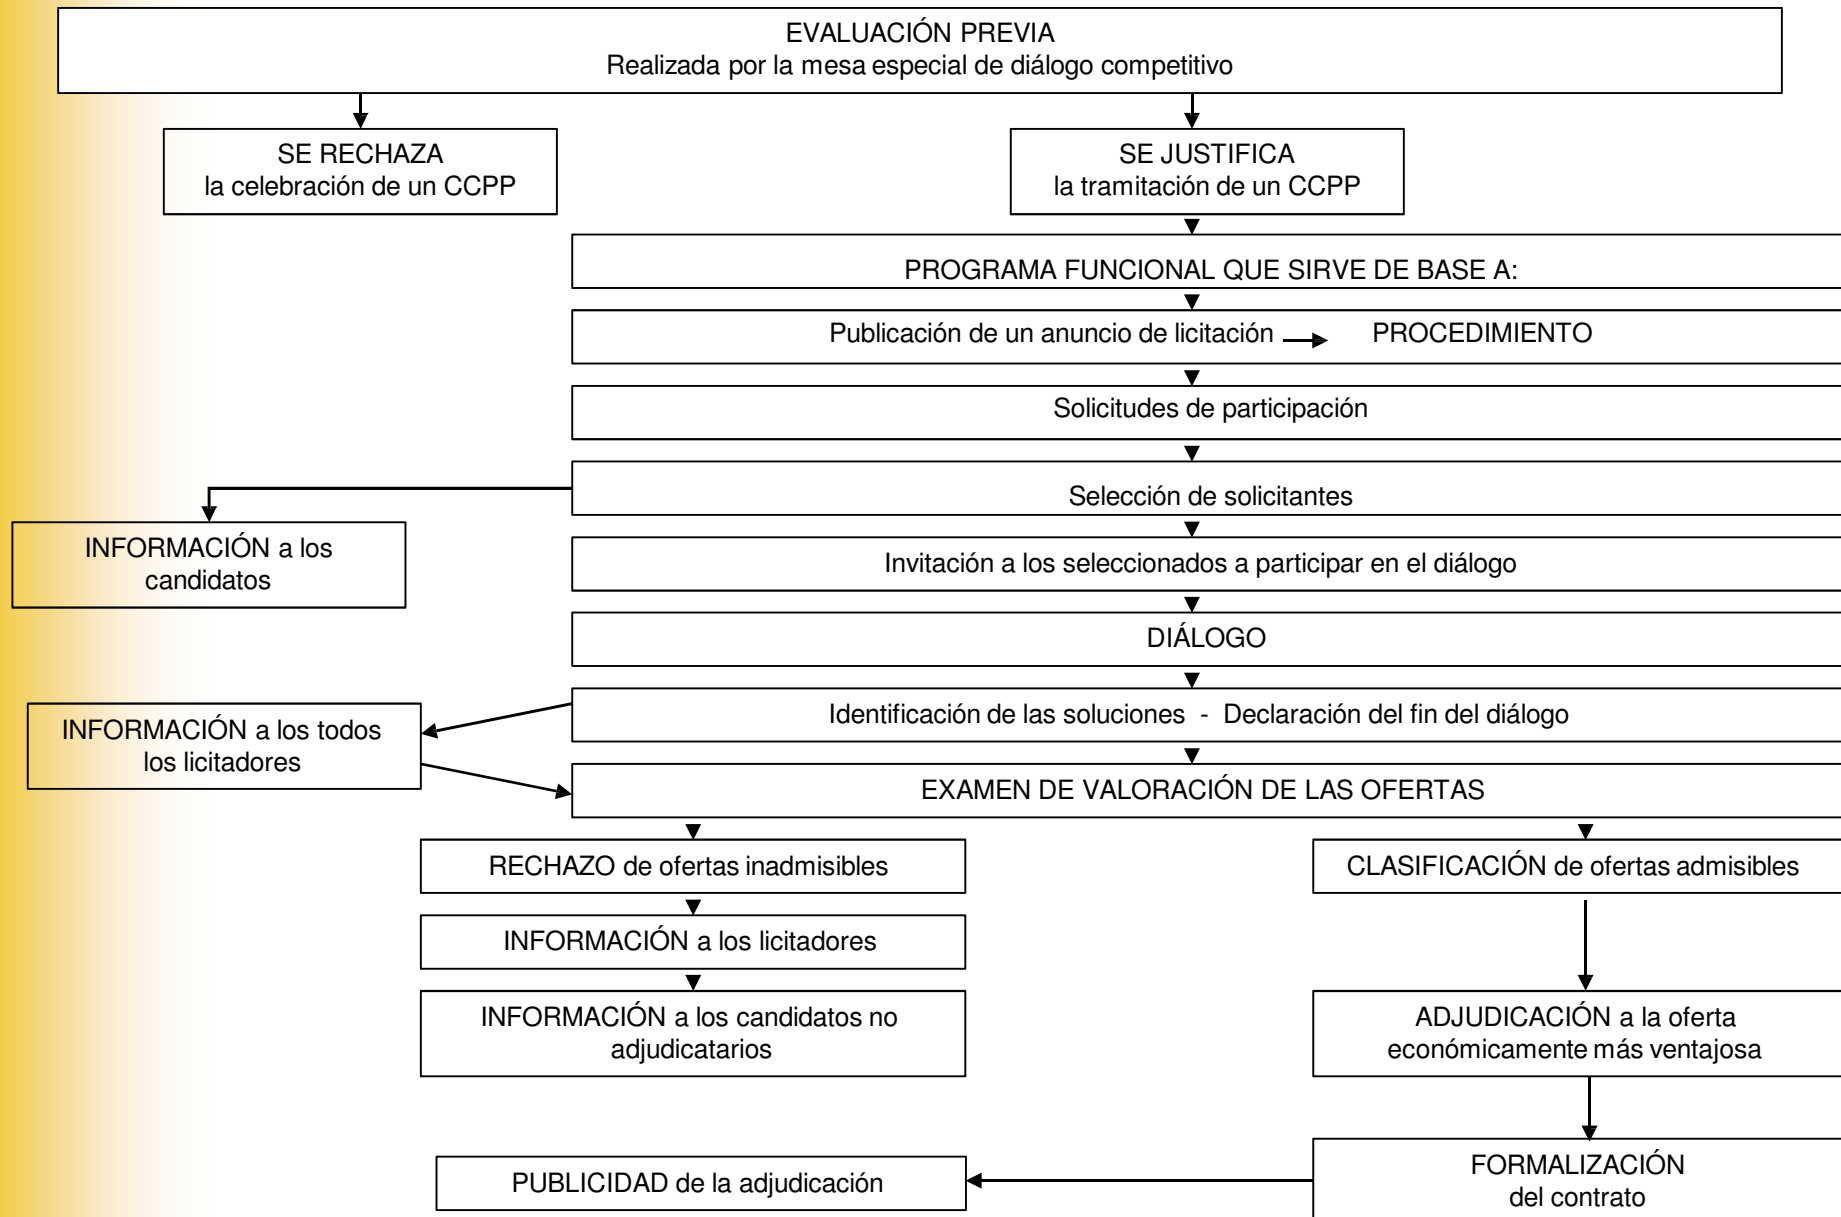 EVALUACIÓN PREVIA
Realizada por la mesa especial de diálogo competitivo
SE RECHAZA
la celebración de un CCPP
SE JUSTIFICA
la tramitación de un CCPP
PROGRAMA FUNCIONAL QUE SIRVE DE BASE A:
Publicación de un anuncio de licitación PROCEDIMIENTO
Solicitudes de participación
Selección de solicitantes
INFORMACIÓN a los
candidatos
Invitación a los seleccionados a participar en el diálogo
DIÁLOGO
Identificación de las soluciones - Declaración del fin del diálogo
INFORMACIÓN a los todos
los licitadores
EXAMEN DE VALORACIÓN DE LAS OFERTAS
RECHAZO de ofertas inadmisibles
CLASIFICACIÓN de ofertas admisibles
INFORMACIÓN a los licitadores
INFORMACIÓN a los candidatos no
adjudicatarios
ADJUDICACIÓN a la oferta
económicamente más ventajosa
PUBLICIDAD de la adjudicación
FORMALIZACIÓN
del contrato